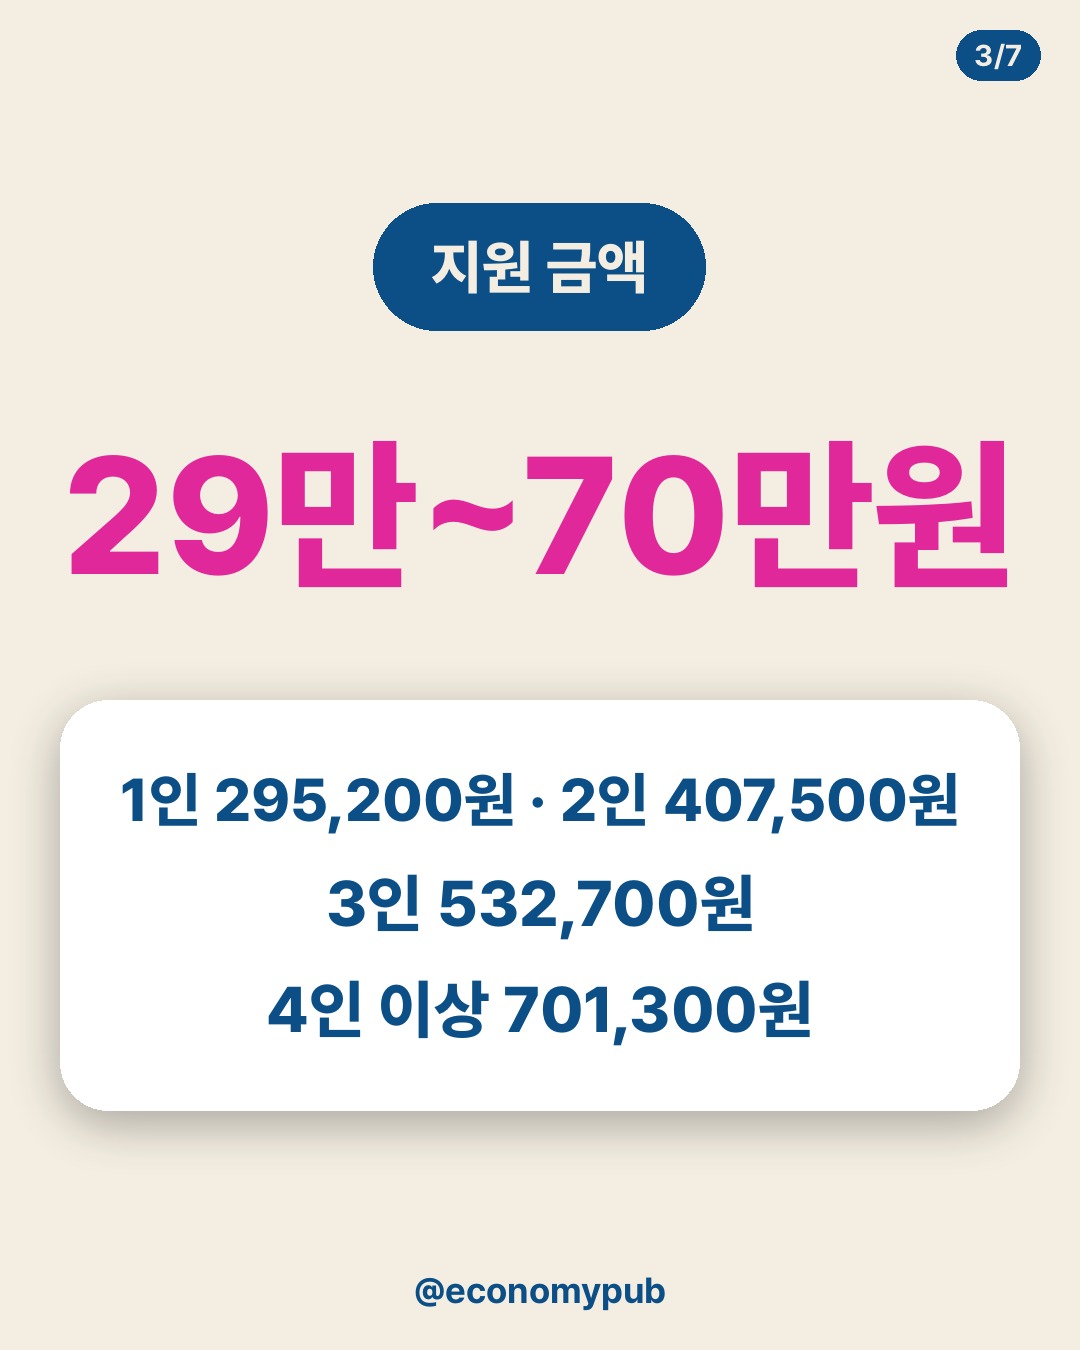 3/7
지원 금액
29만~70만원
1인 295,200원 · 2인 407,500원
3인 532,700원
4인 이상 701,300원
@economypub